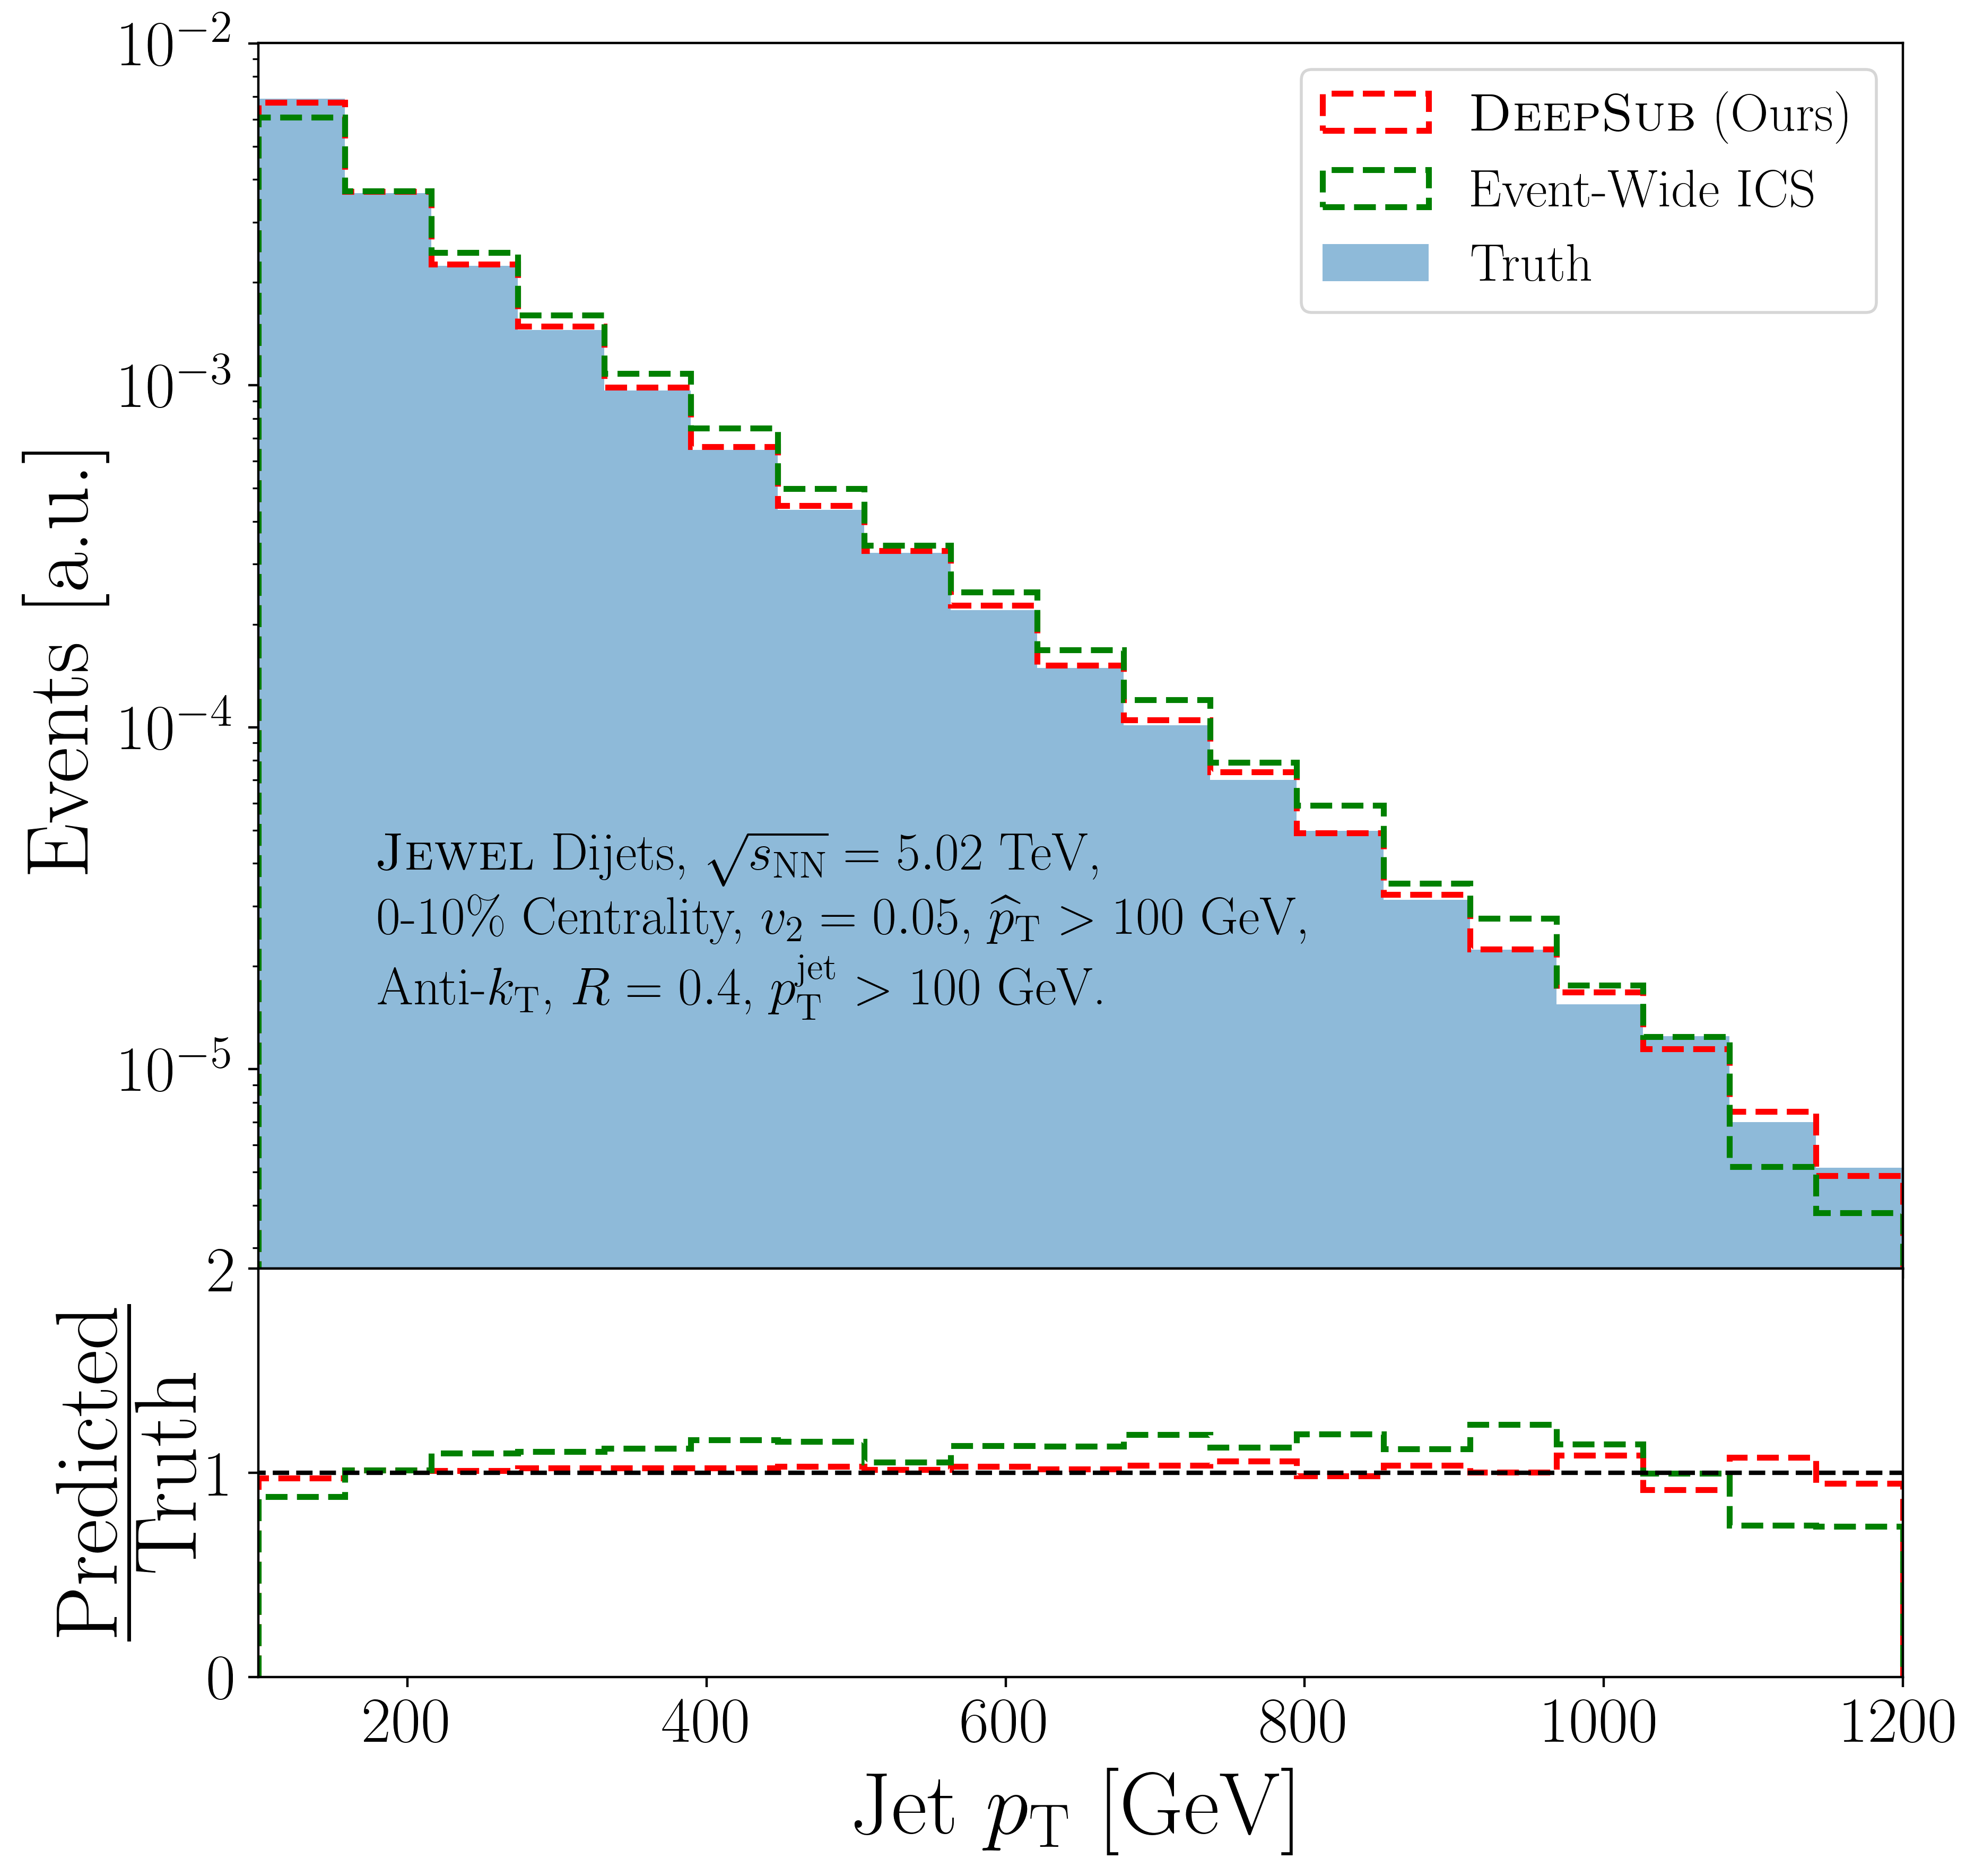 10⁻²
10⁻³
10⁻⁴
10⁻⁵
Events [a.u.]
DEEPSUB (Ours)
Event-Wide ICS
Truth
JEWEL Dijets, √s_NN = 5.02 TeV,
0-10% Centrality, v₂ = 0.05, p̂_T > 100 GeV,
Anti-k_T, R = 0.4, p_T^jet > 100 GeV.
2
1
0
Predicted
Truth
200 400 600 800 1000 1200
Jet p_T [GeV]